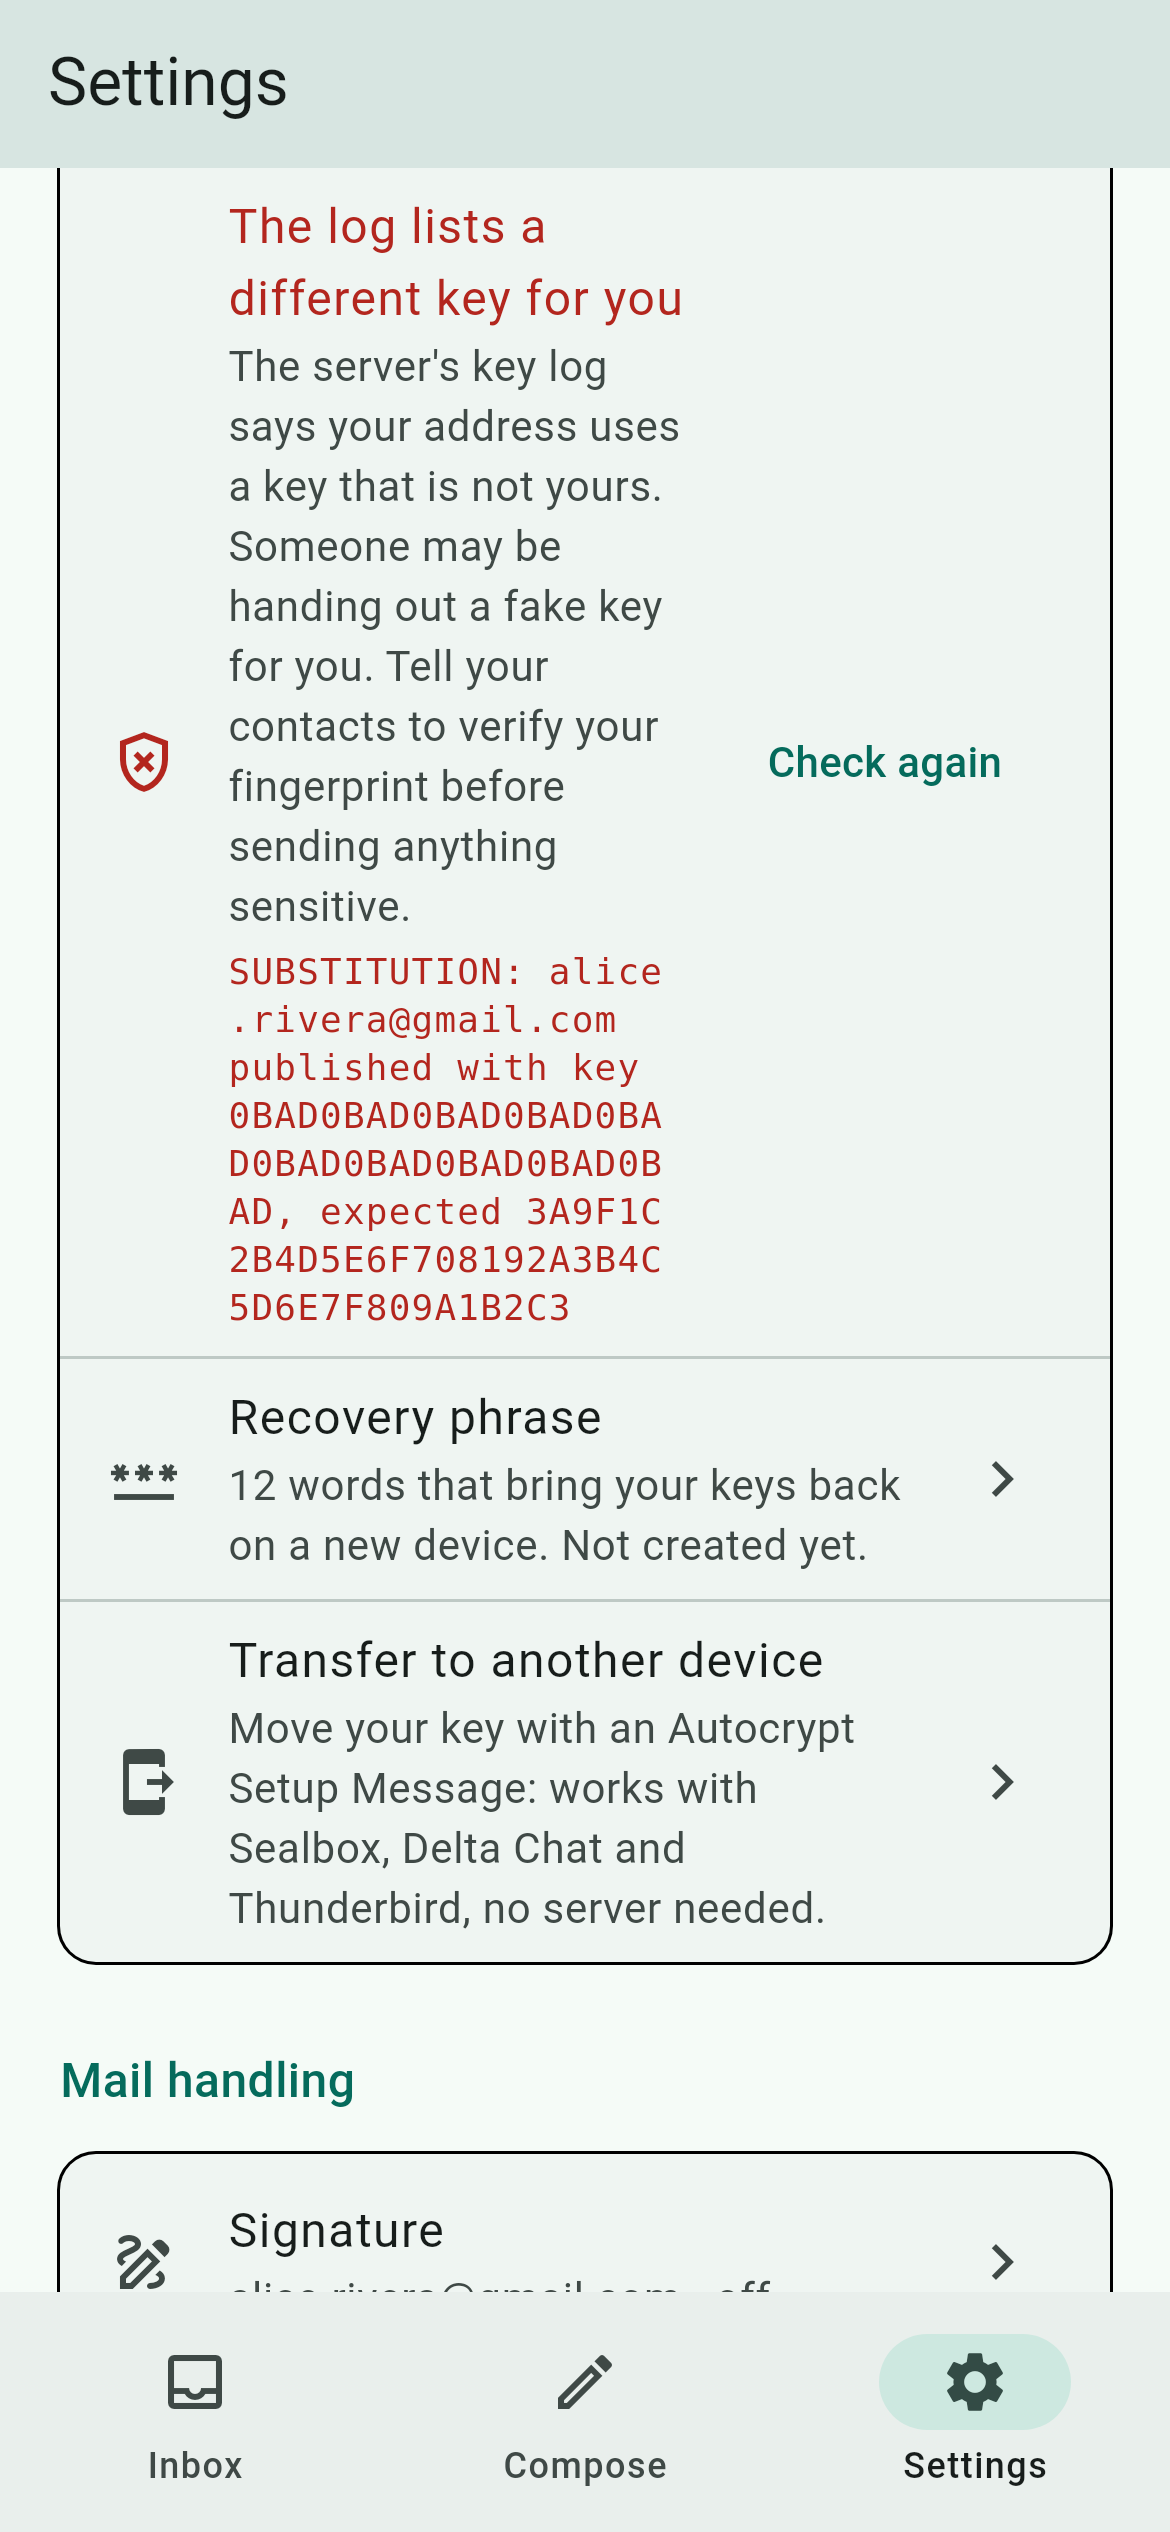 Settings
The log lists a
different key for you
The server's key log
says your address uses
a key that is not yours.
Someone may be
handing out a fake key
for you. Tell your
contacts to verify your
fingerprint before
sending anything
sensitive.
Check again
SUBSTITUTION: alice
.rivera@gmail.com
published with key
0BAD0BAD0BAD0BAD0BA
D0BAD0BAD0BAD0BAD0B
AD, expected 3A9F1C
2B4D5E6F708192A3B4C
5D6E7F809A1B2C3
Recovery phrase
12 words that bring your keys back
on a new device. Not created yet.
Transfer to another device
Move your key with an Autocrypt
Setup Message: works with
Sealbox, Delta Chat and
Thunderbird, no server needed.
Mail handling
Signature
Inbox
Compose
Settings